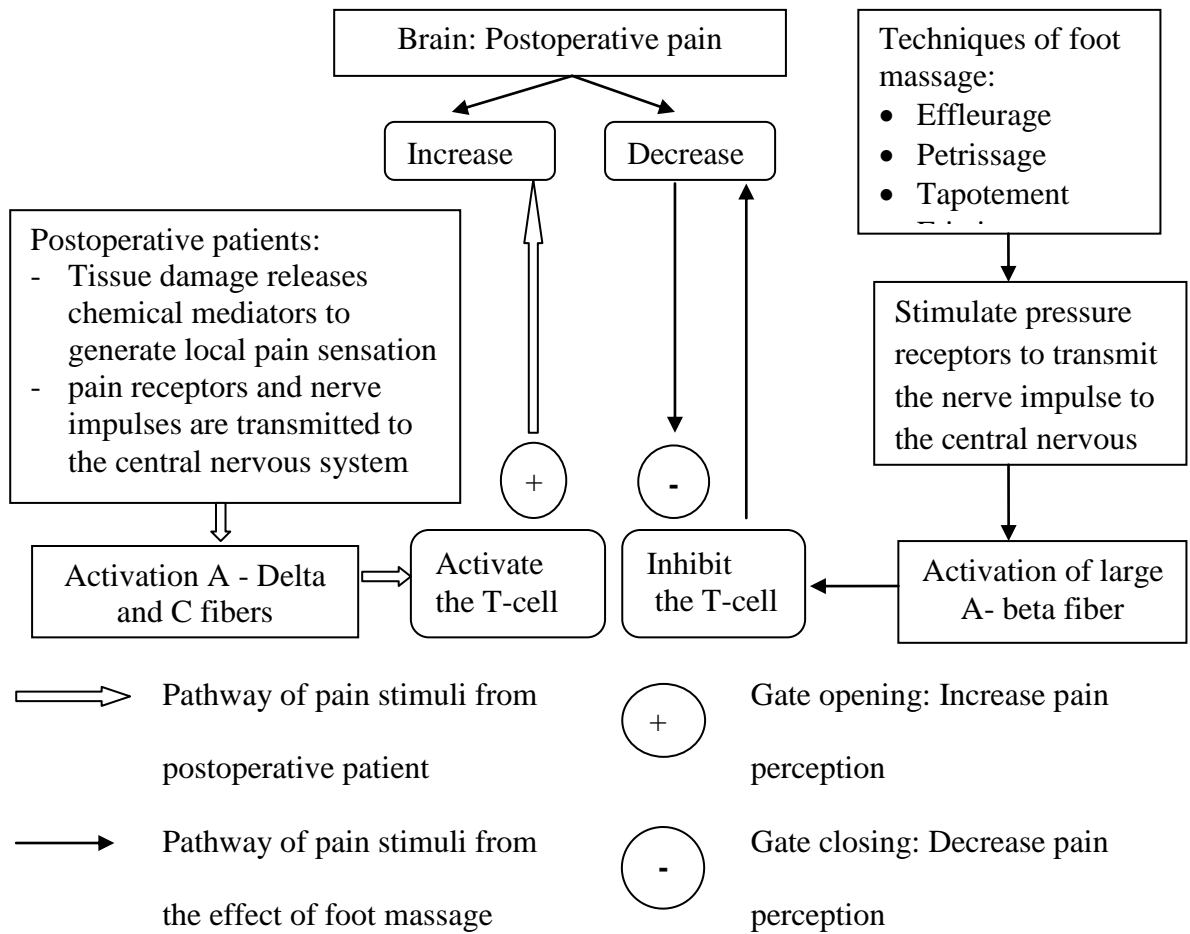 Brain: Postoperative pain
Increase
Decrease
Techniques of foot
massage:
• Effleurage
• Petrissage
• Tapotement
Postoperative patients:
- Tissue damage releases
chemical mediators to
generate local pain sensation
- pain receptors and nerve
impulses are transmitted to
the central nervous system
Stimulate pressure
receptors to transmit
the nerve impulse to
the central nervous
+
-
Activation A - Delta
and C fibers
Activate
the T-cell
Inhibit
the T-cell
Activation of large
A- beta fiber
Pathway of pain stimuli from
postoperative patient
+
Gate opening: Increase pain
perception
Pathway of pain stimuli from
the effect of foot massage
-
Gate closing: Decrease pain
perception